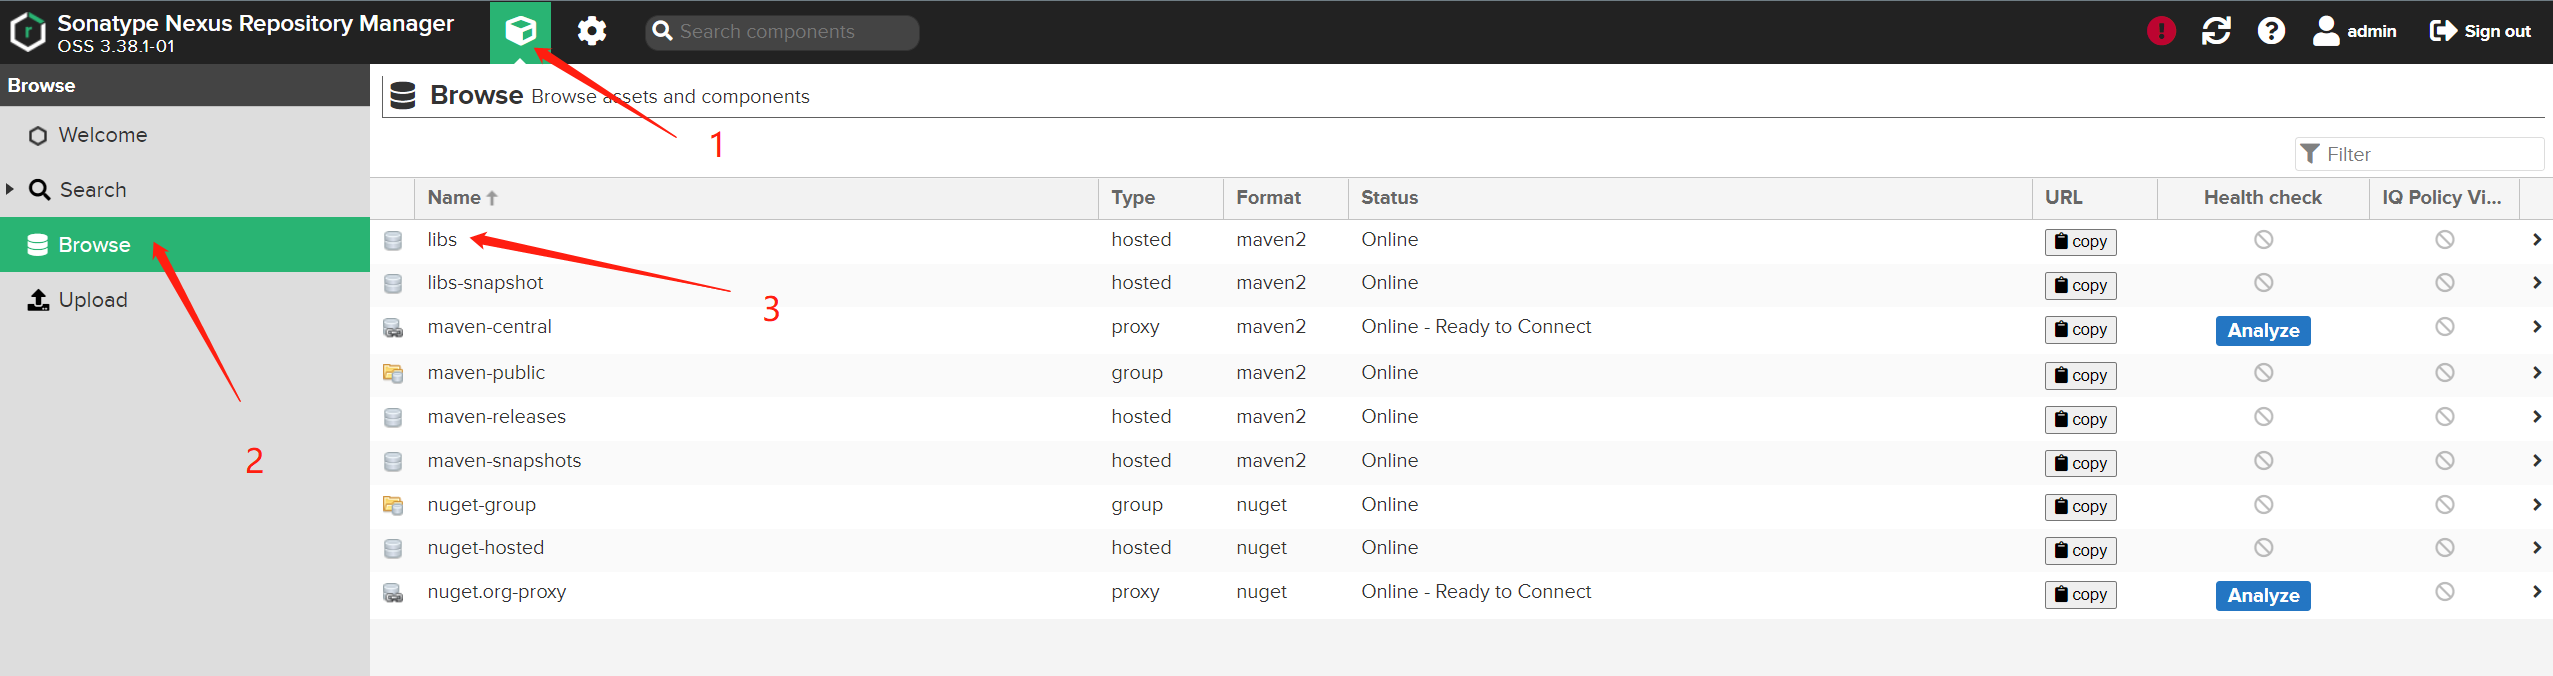 Sonatype Nexus Repository Manager
OSS 3.38.1-01
Search components
admin
Sign out
Browse
Welcome
Search
Browse
Upload
Browse Browse assets and components
1
2
3
Filter
Name Type Format Status URL Health check IQ Policy Vi...
libs hosted maven2 Online copy
libs-snapshot hosted maven2 Online copy
maven-central proxy maven2 Online - Ready to Connect copy Analyze
maven-public group maven2 Online copy
maven-releases hosted maven2 Online copy
maven-snapshots hosted maven2 Online copy
nuget-group group nuget Online copy
nuget-hosted hosted nuget Online copy
nuget.org-proxy proxy nuget Online - Ready to Connect copy Analyze